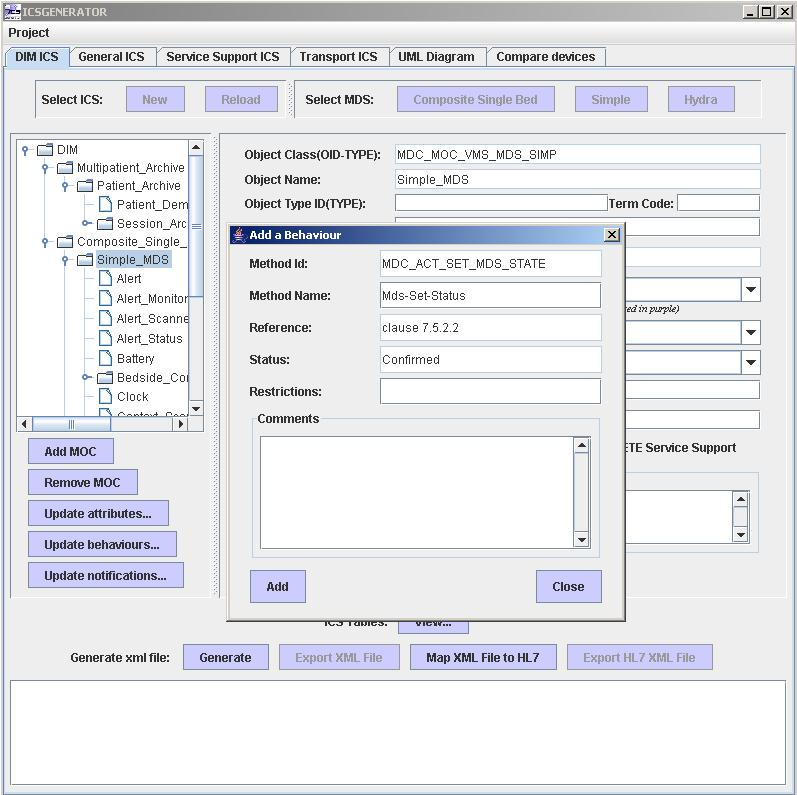 ICSGENERATOR
Project
DIM ICS
General ICS
Service Support ICS
Transport ICS
UML Diagram
Compare devices
Select ICS:
New
Reload
Select MDS:
Composite Single Bed
Simple
Hydra
DIM
Multipatient_Archive
Patient_Archive
Patient_Dem
Session_Arc
Composite_Single_
Simple_MDS
Alert
Alert_Monitor
Alert_Scanne
Alert_Status
Battery
Bedside_Co
Clock
Object Class(OID-TYPE):
MDC_MOC_VMS_MDS_SIMP
Object Name:
Simple_MDS
Object Type ID(TYPE):
Term Code:
in purple)
ETE Service Support
Add a Behaviour
Method Id:
MDC_ACT_SET_MDS_STATE
Method Name:
Mds-Set-Status
Reference:
clause 7.5.2.2
Status:
Confirmed
Restrictions:
Comments
Add
Close
Add MOC
Remove MOC
Update attributes...
Update behaviours...
Update notifications...
ICS Tables:
View...
Generate xml file:
Generate
Export XML File
Map XML File to HL7
Export HL7 XML File